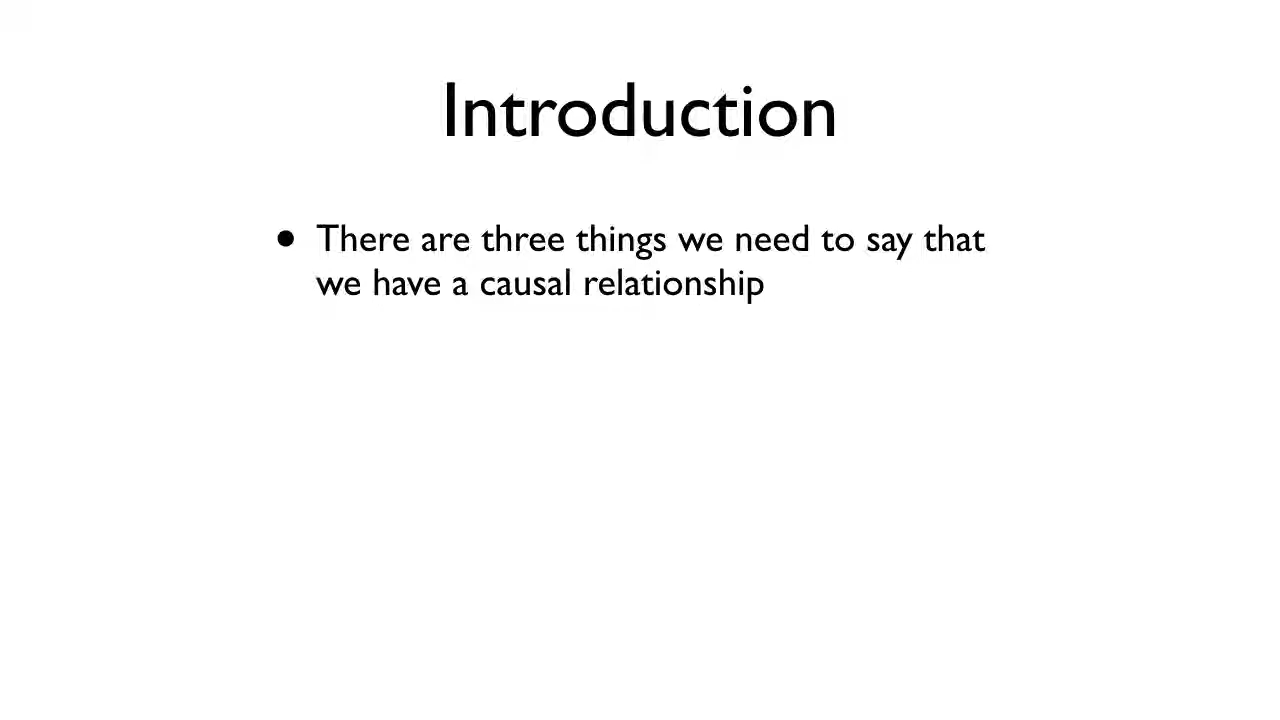 Introduction
• There are three things we need to say that
we have a causal relationship